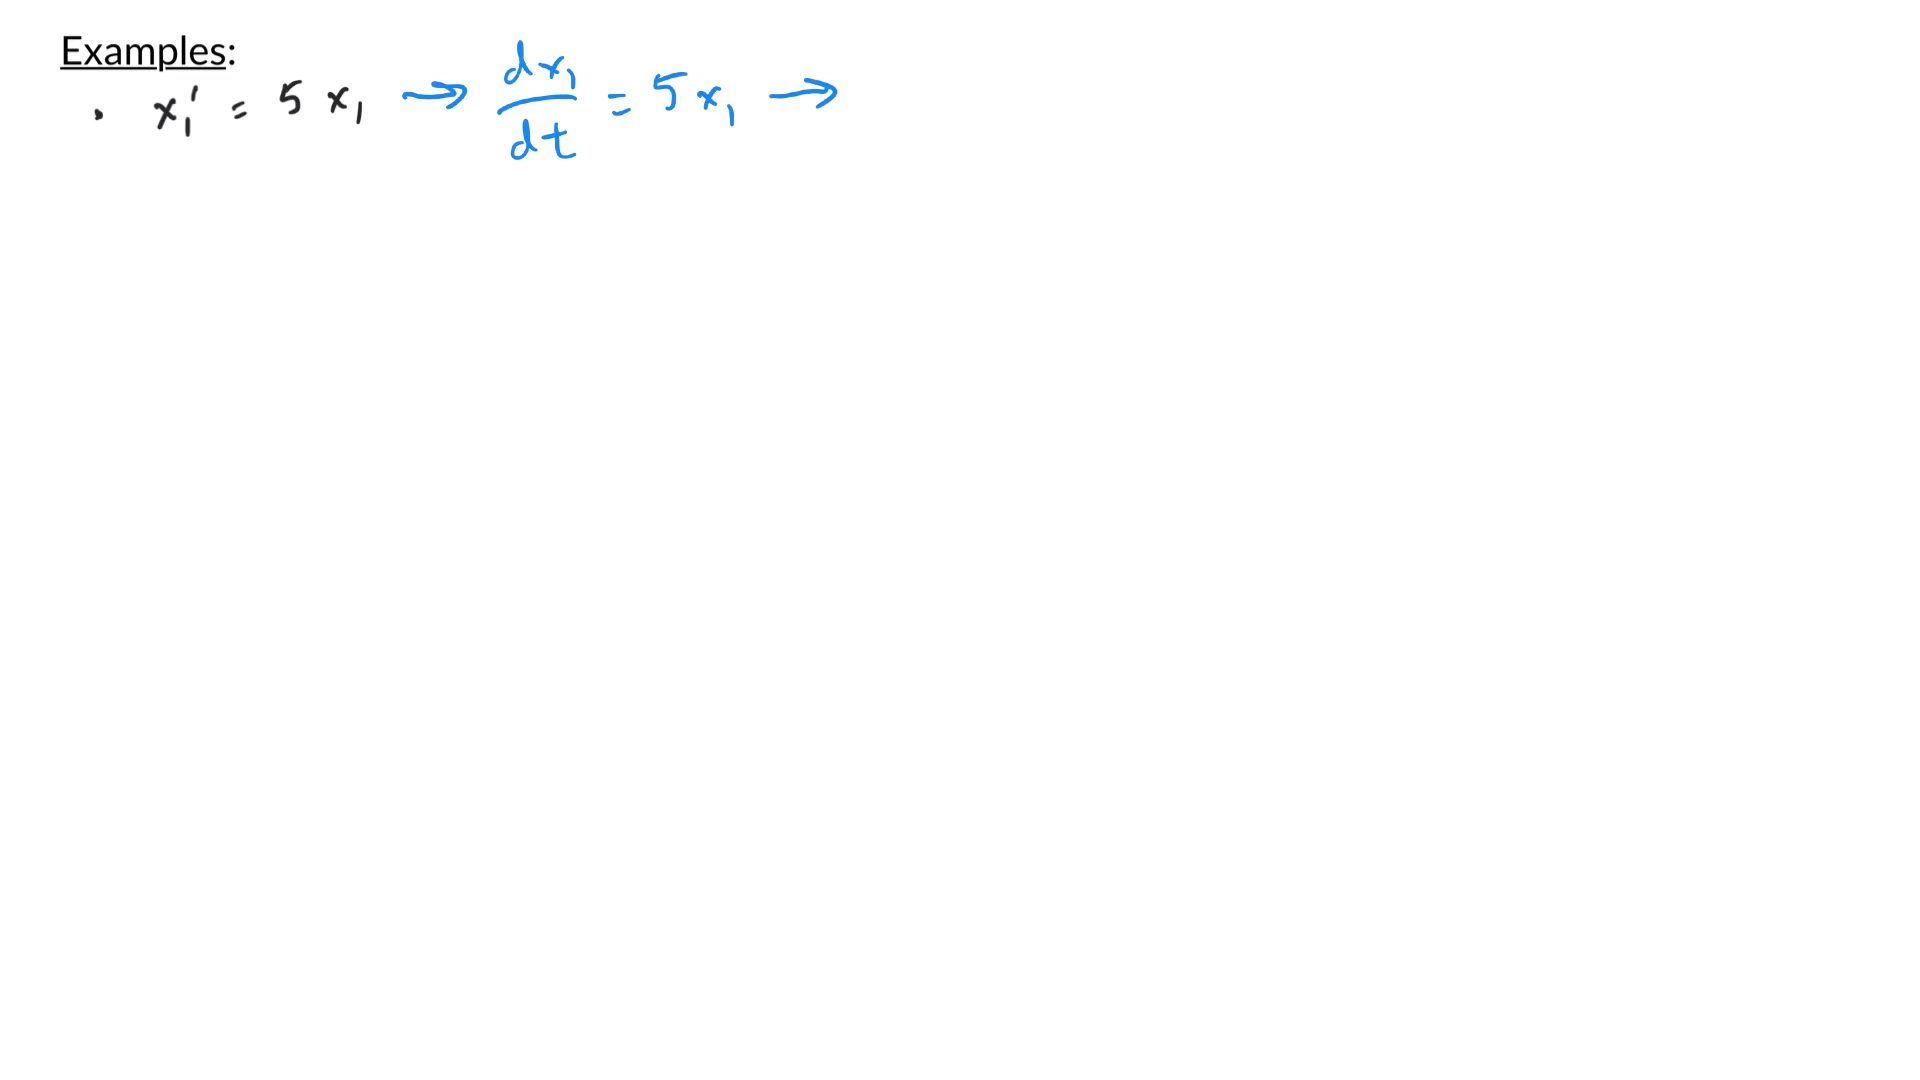 Examples:
• x₁' = 5 x₁ → dx₁/dt = 5 x₁ →